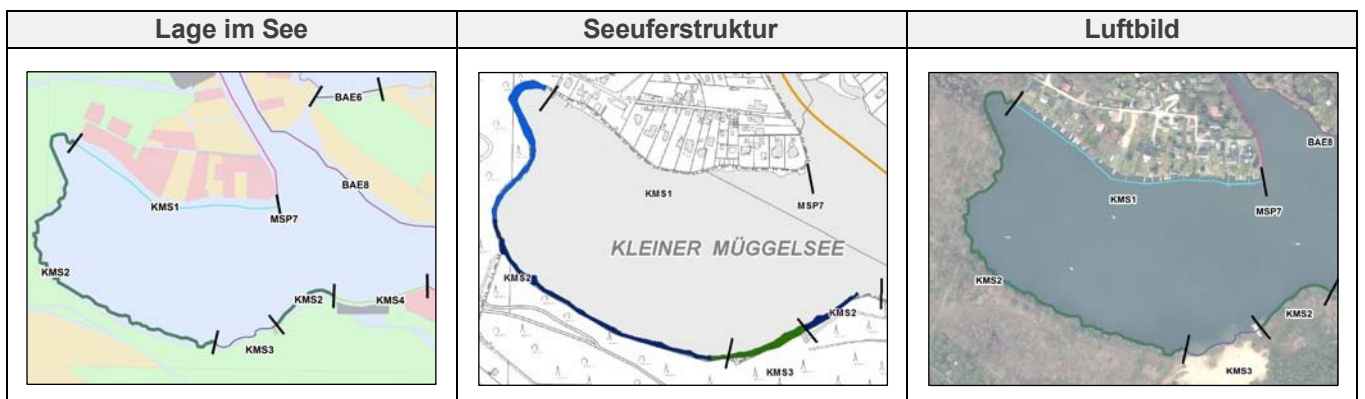 Lage im See
Seeuferstruktur
Luftbild
BAE6
BAE8
KMS1
MSP7
KMS2
KMS2
KMS4
KMS3
KMS1
MSP7
KLEINER MÜGGELSEE
KMS2
KMS2
KMS3
BAE8
KMS1
MSP7
KMS2
KMS2
KMS3